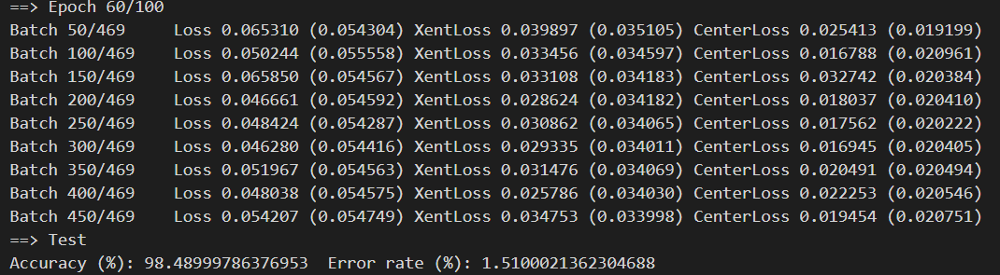 ==> Epoch 60/100
Batch 50/469 Loss 0.065310 (0.054304) XentLoss 0.039897 (0.035105) CenterLoss 0.025413 (0.019199)
Batch 100/469 Loss 0.050244 (0.055558) XentLoss 0.033456 (0.034597) CenterLoss 0.016788 (0.020961)
Batch 150/469 Loss 0.065850 (0.054567) XentLoss 0.033108 (0.034183) CenterLoss 0.032742 (0.020384)
Batch 200/469 Loss 0.046661 (0.054592) XentLoss 0.028624 (0.034182) CenterLoss 0.018037 (0.020410)
Batch 250/469 Loss 0.048424 (0.054287) XentLoss 0.030862 (0.034065) CenterLoss 0.017562 (0.020222)
Batch 300/469 Loss 0.046280 (0.054416) XentLoss 0.029335 (0.034011) CenterLoss 0.016945 (0.020405)
Batch 350/469 Loss 0.051967 (0.054563) XentLoss 0.031476 (0.034069) CenterLoss 0.020491 (0.020494)
Batch 400/469 Loss 0.048038 (0.054575) XentLoss 0.025786 (0.034030) CenterLoss 0.022253 (0.020546)
Batch 450/469 Loss 0.054207 (0.054749) XentLoss 0.034753 (0.033998) CenterLoss 0.019454 (0.020751)
==> Test
Accuracy (%): 98.48999786376953 Error rate (%): 1.5100021362304688